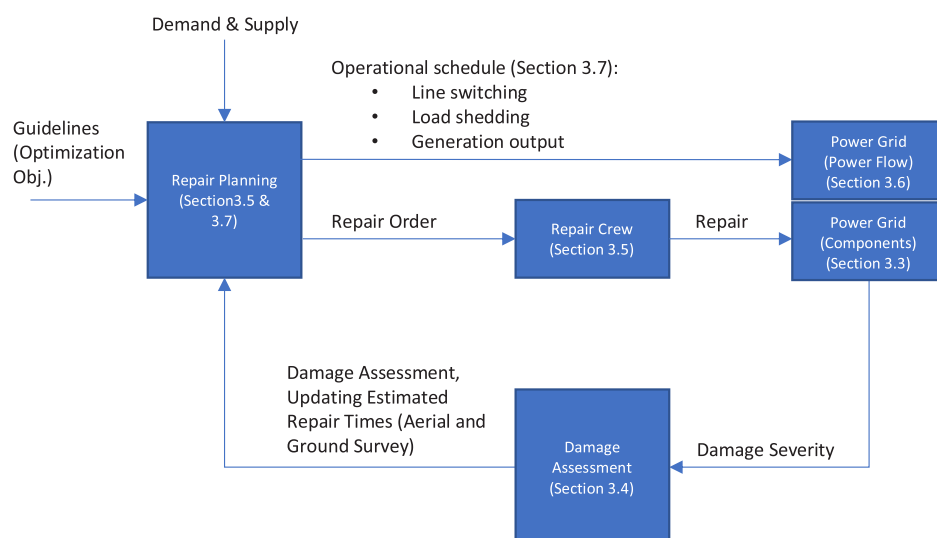 Demand & Supply
Operational schedule (Section 3.7):
• Line switching
• Load shedding
• Generation output
Guidelines
(Optimization
Obj.)
Repair Planning
(Section3.5 &
3.7)
Power Grid
(Power Flow)
(Section 3.6)
Repair Order
Repair Crew
(Section 3.5)
Repair
Power Grid
(Components)
(Section 3.3)
Damage Assessment,
Updating Estimated
Repair Times (Aerial and
Ground Survey)
Damage
Assessment
(Section 3.4)
Damage Severity